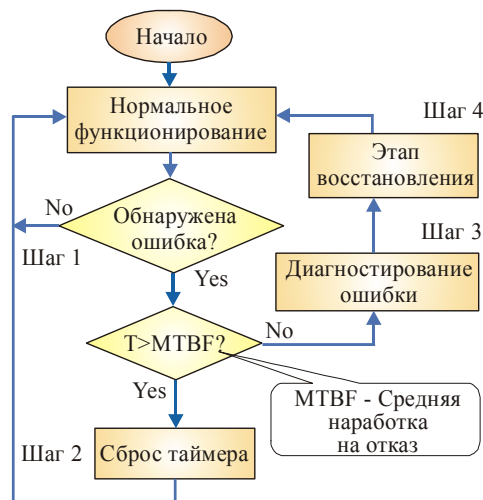 Начало
Нормальное
функционирование
Шаг 4
Этап
восстановления
No
Обнаружена
ошибка?
Шаг 1
Yes
Шаг 3
Диагностирование
ошибки
T>MTBF?
No
Yes
MTBF - Средняя
наработка
на отказ
Шаг 2
Сброс таймера